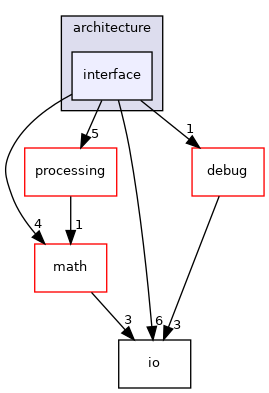 architecture
interface
5
1
processing
debug
4
1
math
3
6
3
io